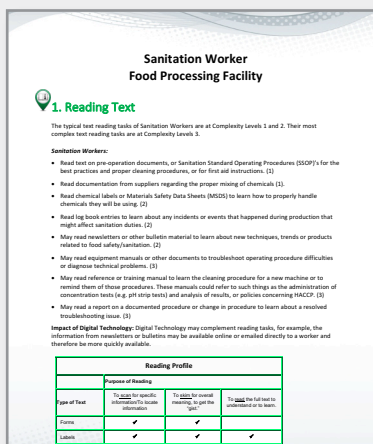 Sanitation Worker
Food Processing Facility
1. Reading Text
The typical text reading tasks of Sanitation Workers are at Complexity Levels 1 and 2. Their most
complex text reading tasks are at Complexity Levels 3.
Sanitation Workers:
• Read text on pre-operation documents, or Sanitation Standard Operating Procedures (SSOP)'s for the
best practices and proper cleaning procedures, or for first aid instructions. (1)
• Read documentation from suppliers regarding the proper mixing of chemicals (1).
• Read chemical labels or Materials Safety Data Sheets (MSDS) to learn how to properly handle
chemicals they will be using. (2)
• Read log book entries to learn about any incidents or events that happened during production that
might affect sanitation duties. (2)
• May read newsletters or other bulletin material to learn about new techniques, trends or products
related to food safety/sanitation. (2)
• May read equipment manuals or other documents to troubleshoot operating procedure difficulties
or diagnose technical problems. (3)
• May read reference or training manual to learn the cleaning procedure for a new machine or to
remind them of those procedures. These manuals could refer to such things as the administration of
concentration tests (e.g. pH strip tests) and analysis of results, or policies concerning HACCP. (3)
• May read a report on a documented procedure or change in procedure to learn about a resolved
troubleshooting issue. (3)
Impact of Digital Technology: Digital Technology may complement reading tasks, for example, the
information from newsletters or bulletins may be available online or emailed directly to a worker and
therefore be more quickly available.
Reading Profile
Purpose of Reading
Type of Text
To scan for specific
information/To locate
information
To skim for overall
meaning, to get the
"gist."
To read the full text to
understand or to learn.
Forms ✔ ✔
Labels ✔ ✔ ✔